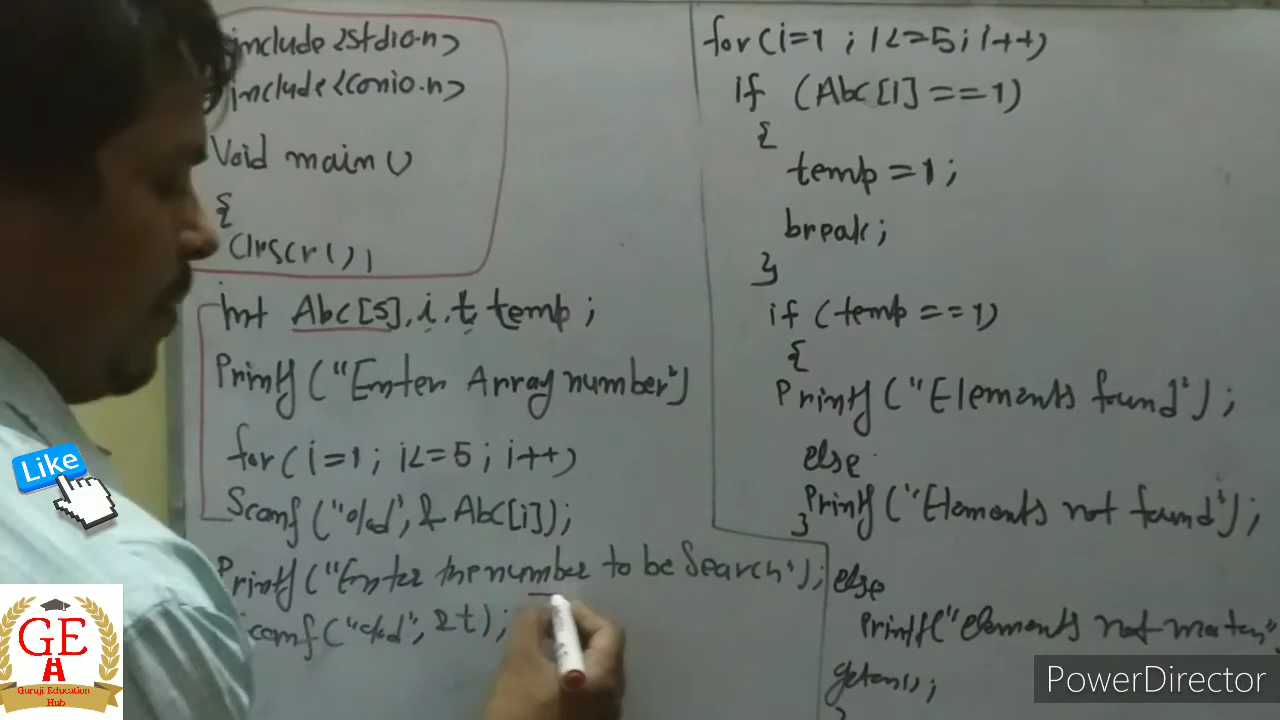 include <stdio.h>
include <conio.h>
Void main ()
{
Clrscr();
int Abc[5], i, t, temp;
Printf ("Enter Array number")
for (i=1; i<=5; i++)
Scanf ("%d", & Abc[i]);
Printf ("Enter the number to be Search");
scanf ("%d", &t);
for (i=1; i<=5; i++)
if (Abc[i]==1)
{
temp=1;
break;
}
if (temp==1)
{
Printf ("Elements found");
else
Printf ("Elements not found");
}
else
Printf ("elements not match"
getch();
}
Like
GE
H
Guruji Education
Hub
PowerDirector